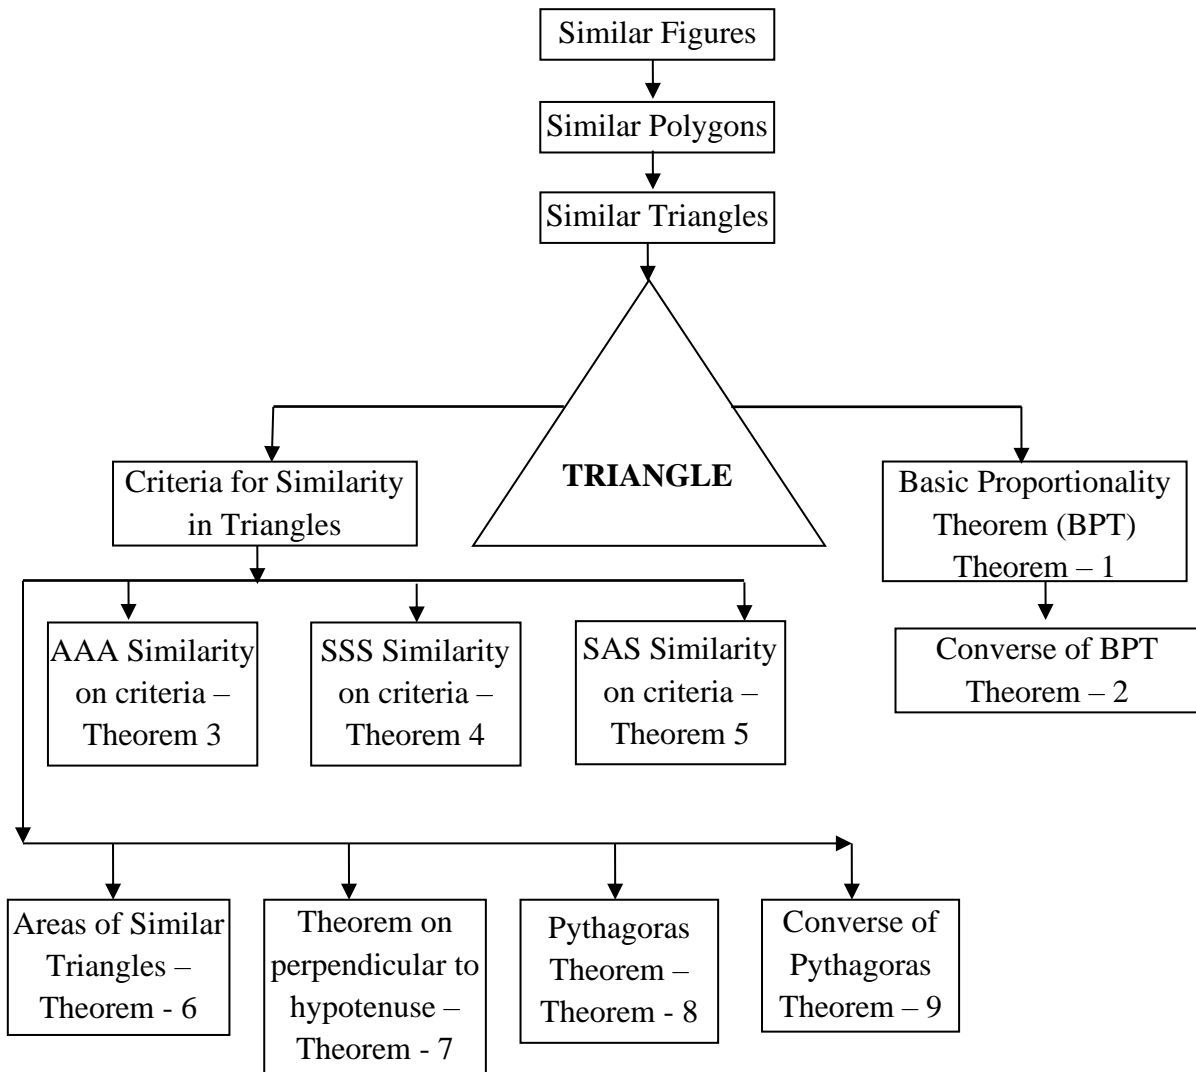 Similar Figures
Similar Polygons
Similar Triangles
TRIANGLE
Criteria for Similarity
in Triangles
Basic Proportionality
Theorem (BPT)
Theorem – 1
AAA Similarity
on criteria –
Theorem 3
SSS Similarity
on criteria –
Theorem 4
SAS Similarity
on criteria –
Theorem 5
Converse of BPT
Theorem – 2
Areas of Similar
Triangles –
Theorem - 6
Theorem on
perpendicular to
hypotenuse –
Theorem - 7
Pythagoras
Theorem –
Theorem - 8
Converse of
Pythagoras
Theorem – 9